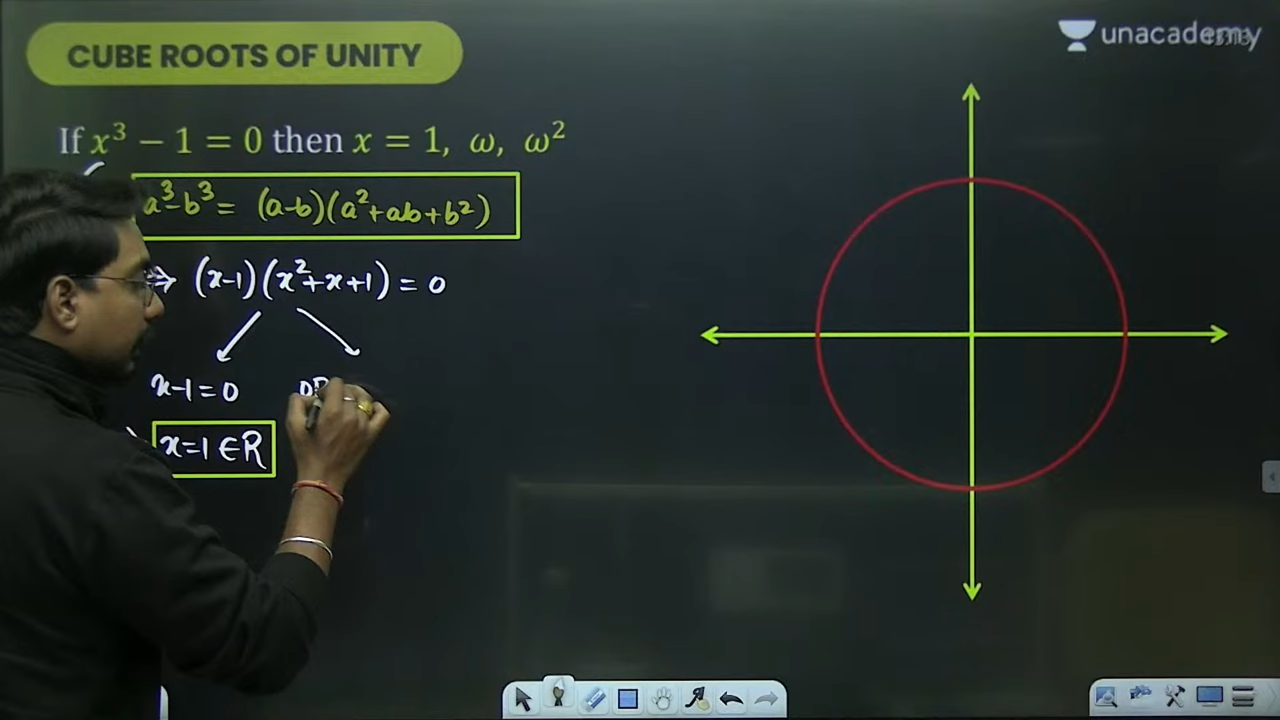 CUBE ROOTS OF UNITY
unacademy
If x³ − 1 = 0 then x = 1, ω, ω²
a³-b³= (a-b)(a²+ab+b²)
⇒ (x-1)(x²+x+1) = 0
x-1=0 OR
x=1 ∈ R